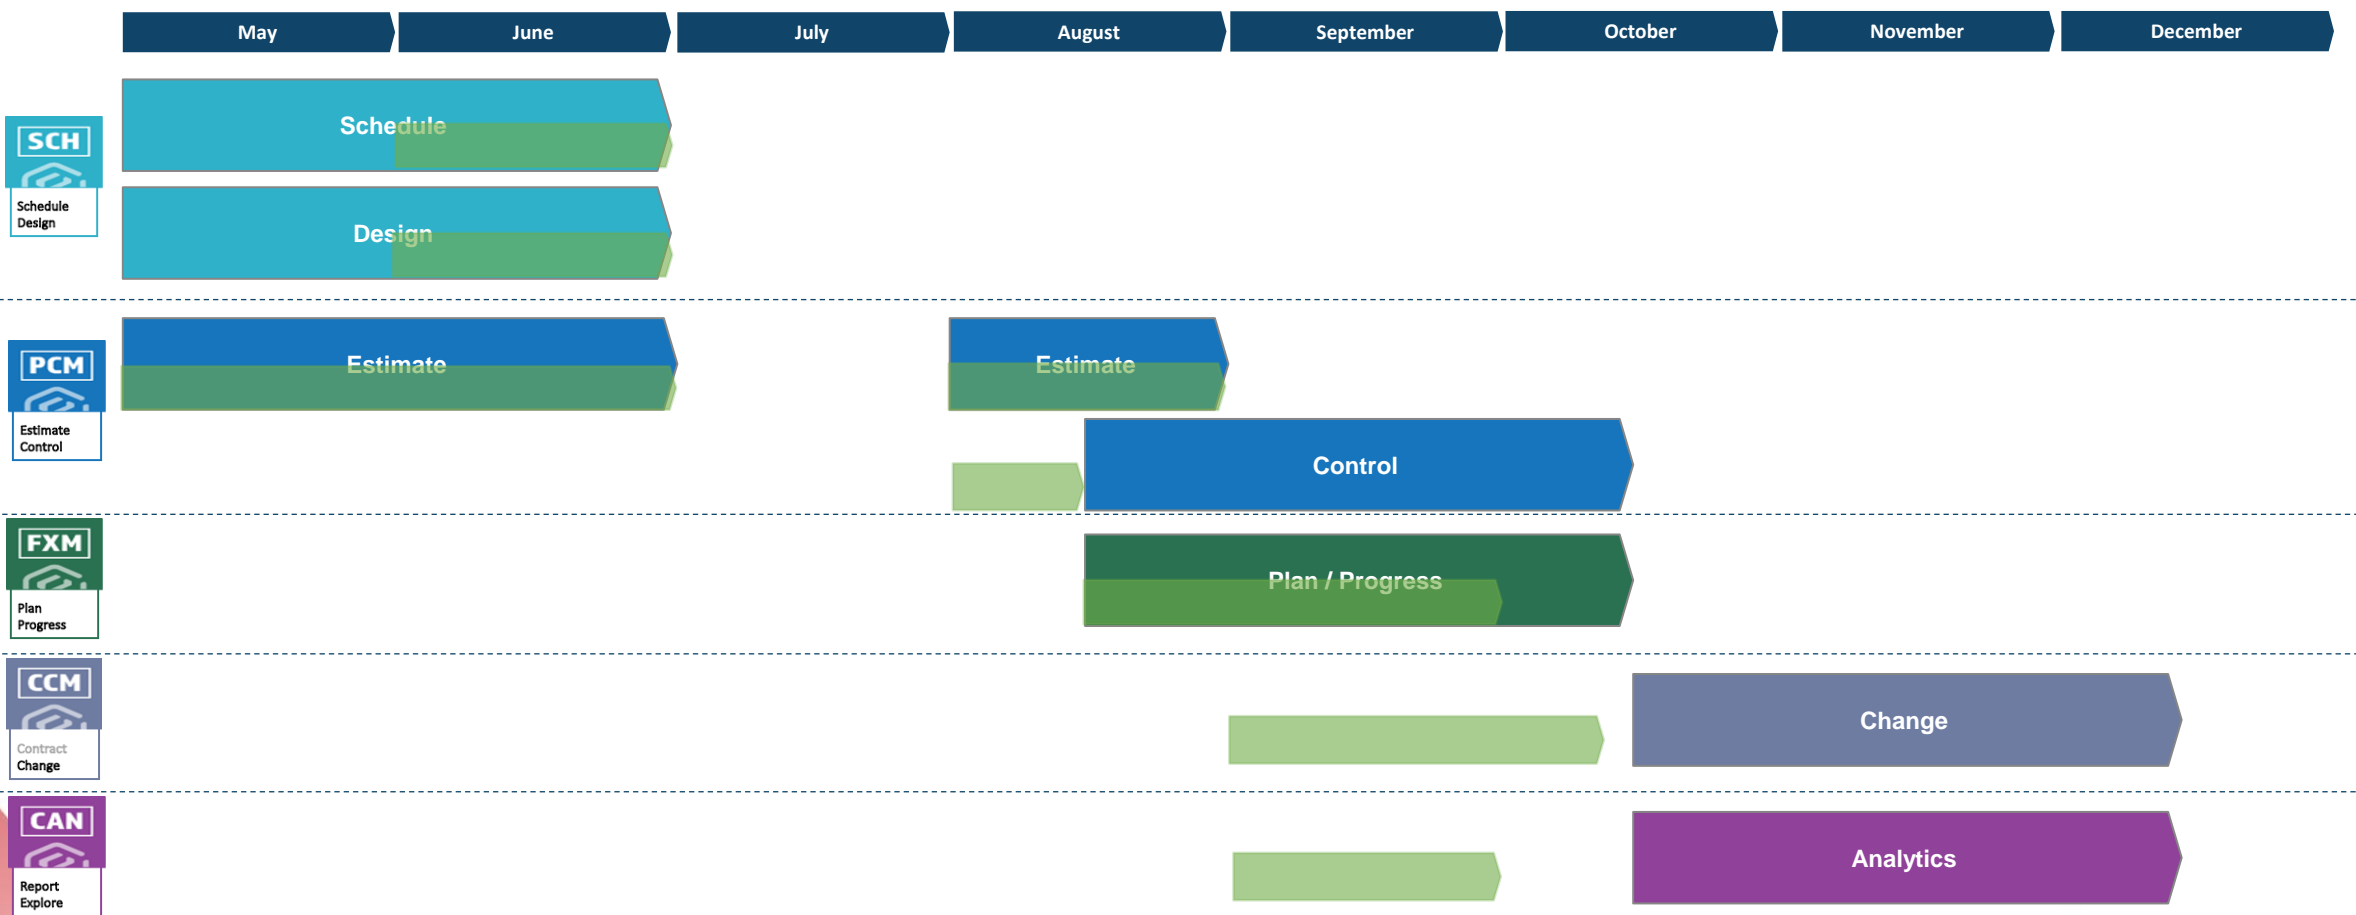 May
June
July
August
September
October
November
December
SCH
Schedule
Design
Schedule
Design
PCM
Estimate
Control
Estimate
Estimate
Control
FXM
Plan
Progress
Plan / Progress
CCM
Contract
Change
Change
CAN
Report
Explore
Analytics